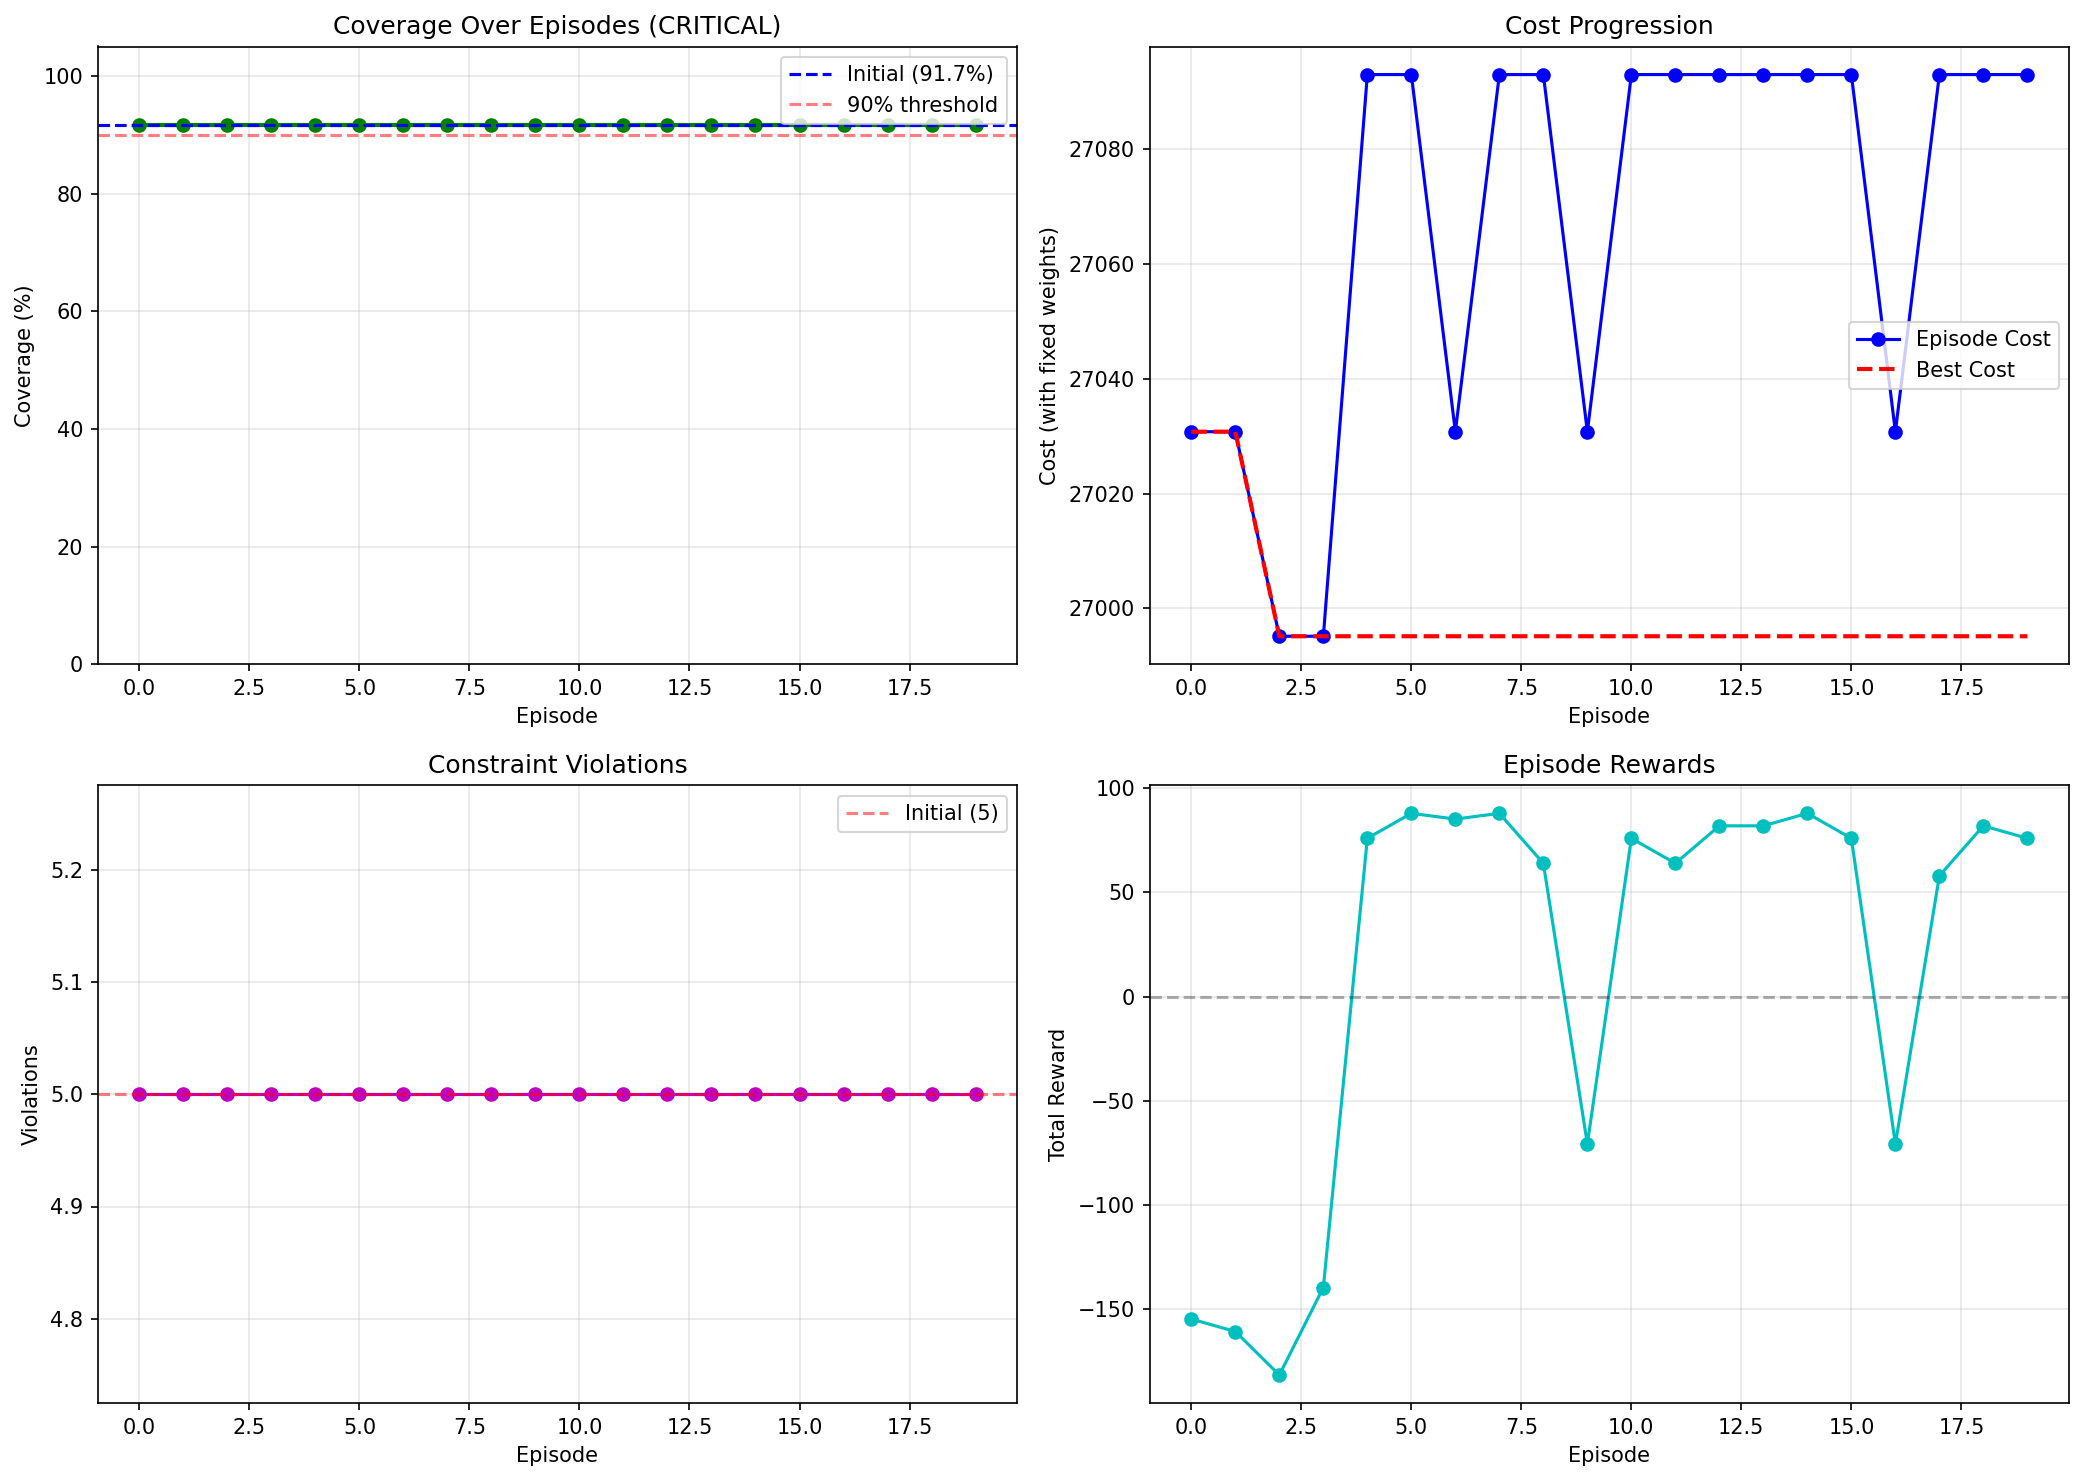 Coverage Over Episodes (CRITICAL)
Coverage (%)
100
80
60
40
20
0
Initial (91.7%)
90% threshold
0.0 2.5 5.0 7.5 10.0 12.5 15.0 17.5
Episode
Cost Progression
Cost (with fixed weights)
27080
27060
27040
27020
27000
Episode Cost
Best Cost
0.0 2.5 5.0 7.5 10.0 12.5 15.0 17.5
Episode
Constraint Violations
Violations
5.2
5.1
5.0
4.9
4.8
Initial (5)
0.0 2.5 5.0 7.5 10.0 12.5 15.0 17.5
Episode
Episode Rewards
Total Reward
100
50
0
−50
−100
−150
0.0 2.5 5.0 7.5 10.0 12.5 15.0 17.5
Episode